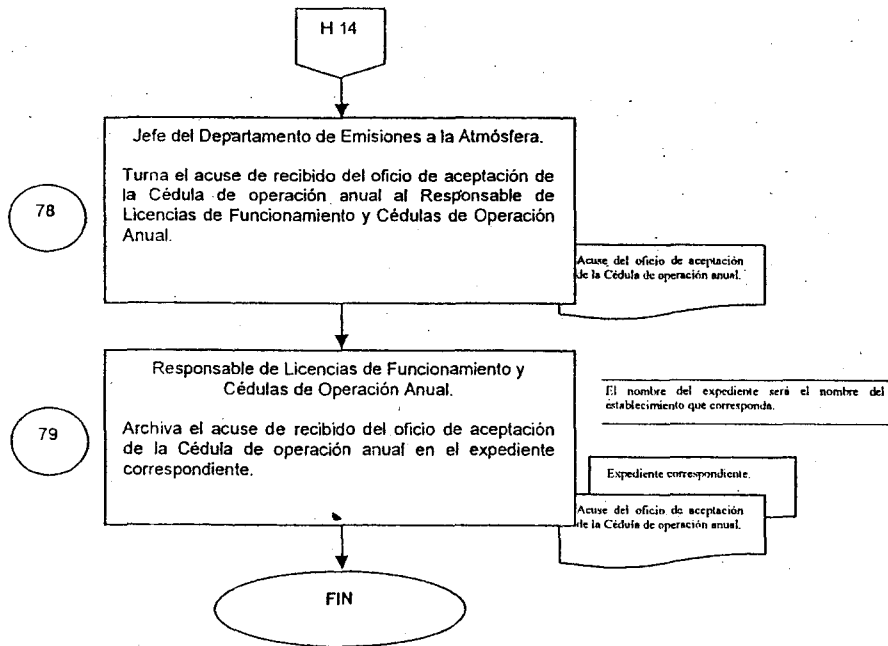 H 14
Jefe del Departamento de Emisiones a la Atmósfera.
Turna el acuse de recibido del oficio de aceptación de
la Cédula de operación anual al Responsable de
Licencias de Funcionamiento y Cédulas de Operación
Anual.
78
Acuse del oficio de aceptación
de la Cédula de operación anual.
Responsable de Licencias de Funcionamiento y
Cédulas de Operación Anual.
Archiva el acuse de recibido del oficio de aceptación
de la Cédula de operación anual en el expediente
correspondiente.
79
El nombre del expediente será el nombre del
establecimiento que corresponda.
Expediente correspondiente.
Acuse del oficio de aceptación
de la Cédula de operación anual.
FIN